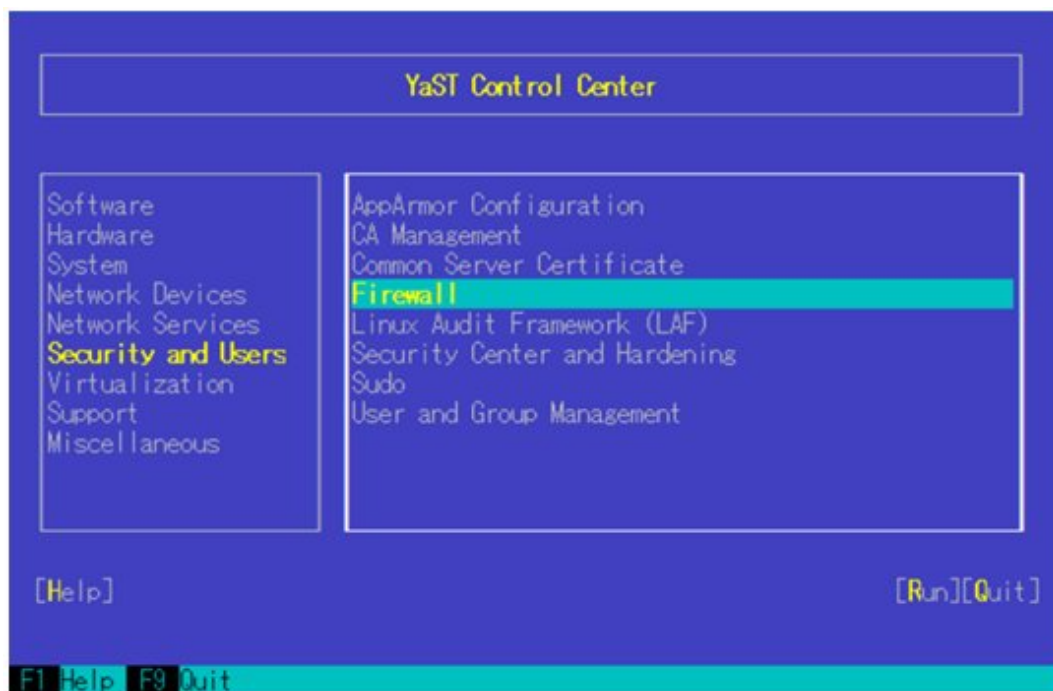 YaST Control Center
Software
Hardware
System
Network Devices
Network Services
Security and Users
Virtualization
Support
Miscellaneous
AppArmor Configuration
CA Management
Common Server Certificate
Firewall
Linux Audit Framework (LAF)
Security Center and Hardening
Sudo
User and Group Management
[Help]
[Run][Quit]
F1 Help F9 Quit